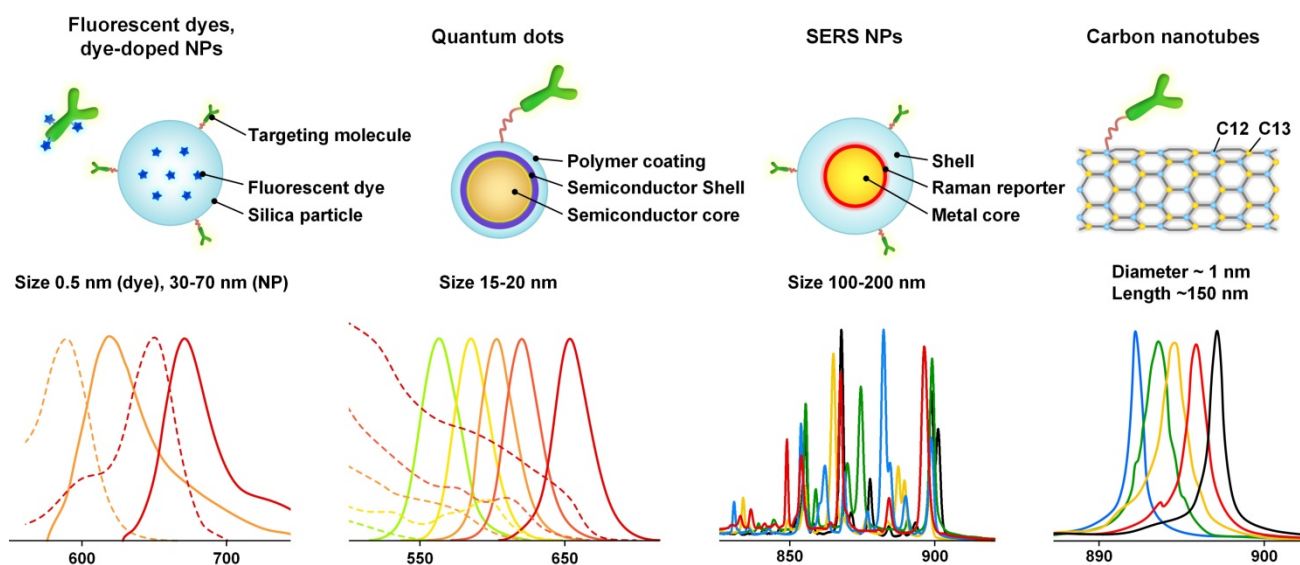 Fluorescent dyes,
dye-doped NPs
Targeting molecule
Fluorescent dye
Silica particle
Size 0.5 nm (dye), 30-70 nm (NP)
600 700
Quantum dots
Polymer coating
Semiconductor Shell
Semiconductor core
Size 15-20 nm
550 650
SERS NPs
Shell
Raman reporter
Metal core
Size 100-200 nm
850 900
Carbon nanotubes
C12 C13
Diameter ~ 1 nm
Length ~150 nm
890 900